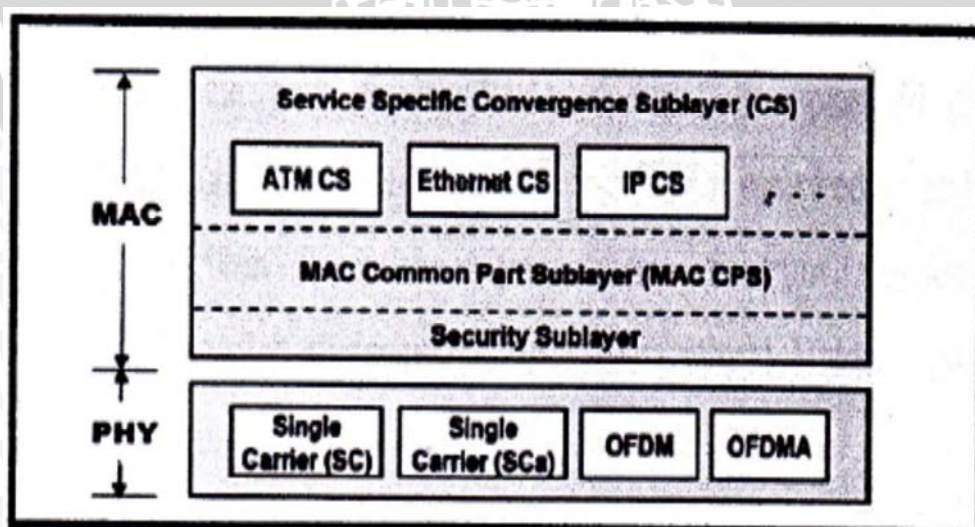 Service Specific Convergence Sublayer (CS)
ATM CS
Ethernet CS
IP CS
. . .
MAC
MAC Common Part Sublayer (MAC CPS)
Security Sublayer
PHY
Single
Carrier (SC)
Single
Carrier (SCa)
OFDM
OFDMA